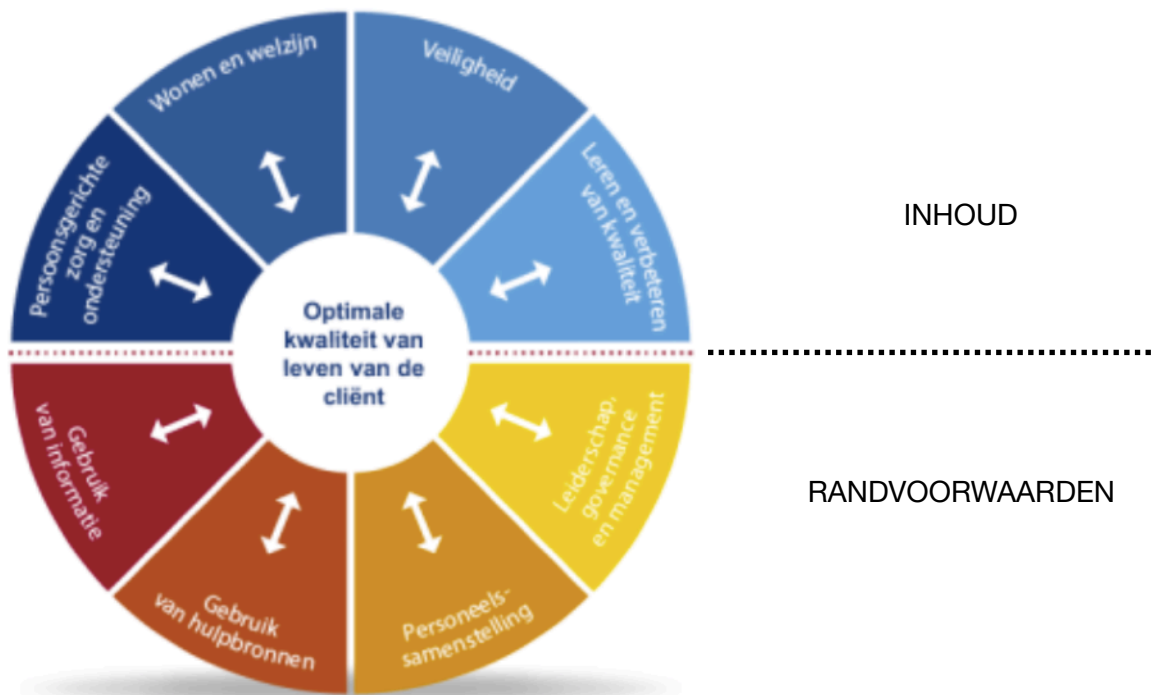 Wonen en welzijn
Veiligheid
Persoonsgerichte
zorg en
ondersteuning
Leren en verbeteren
van kwaliteit
INHOUD
Optimale
kwaliteit van
leven van de
cliënt
Gebruik
van informatie
Leiderschap,
governance
en management
RANDVOORWAARDEN
Gebruik
van hulpbronnen
Personeels-
samenstelling